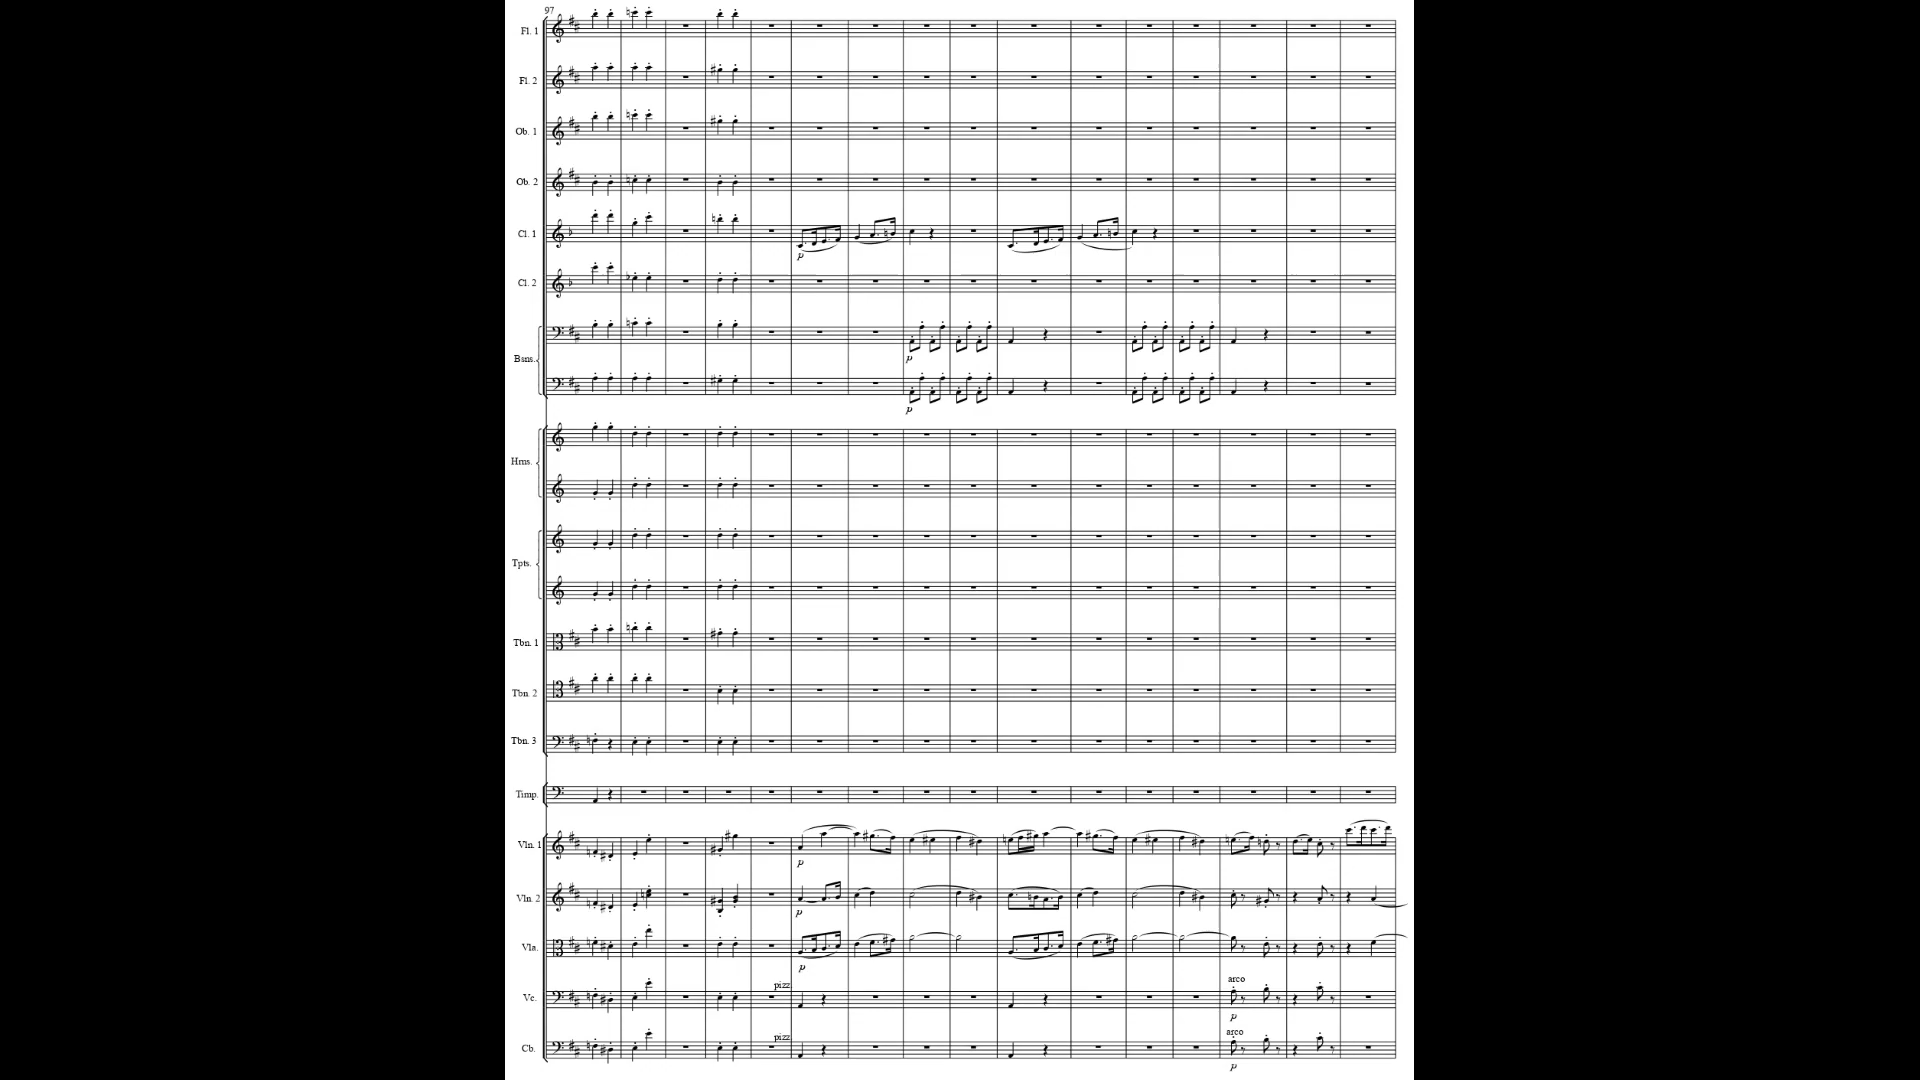 97
Fl. 1
Fl. 2
Ob. 1
Ob. 2
Cl. 1
p
Cl. 2
Bsns.
p
p
Hrns.
Tpts.
Tbn. 1
Tbn. 2
Tbn. 3
Timp.
Vln. 1
p
Vln. 2
p
Vla.
p
pizz
arco
Vc.
p
pizz
arco
Cb.
p